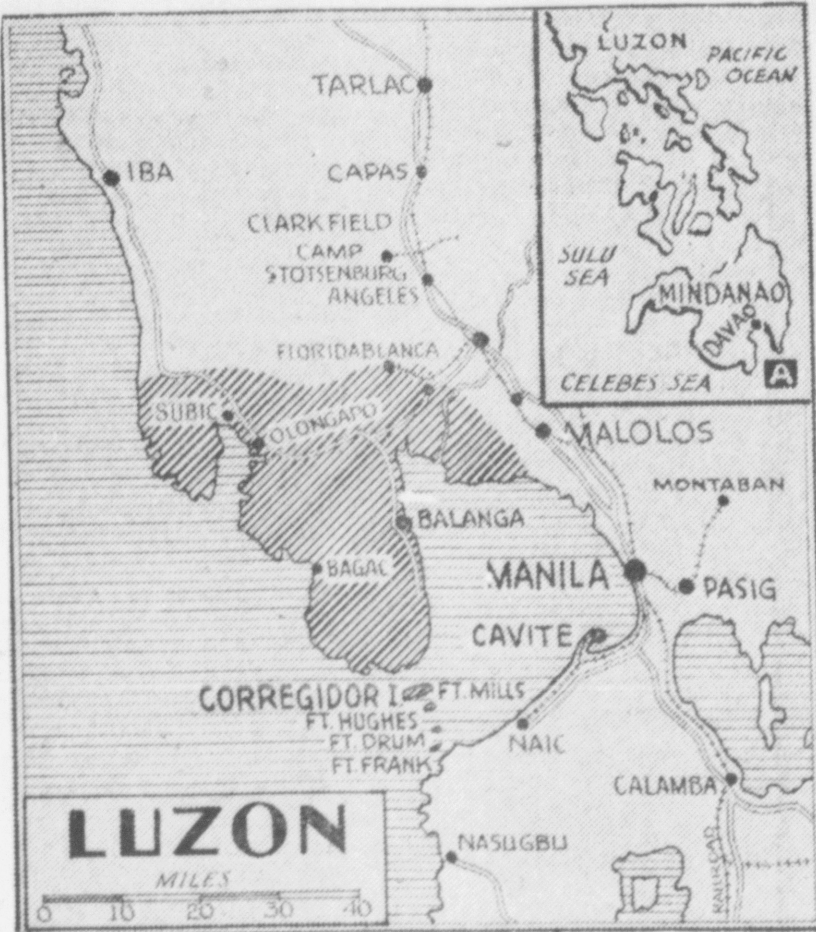 LUZON
PACIFIC
OCEAN
TARLAC
IBA
CAPAS
CLARK FIELD
CAMP
STOTSENBURG
ANGELES
SULU
SEA
MINDANAO
DAVAO
A
CELEBES SEA
FLORIDABLANCA
SUBIC
OLONGAPO
MALOLOS
MONTABAN
BALANGA
BAGAC
MANILA
PASIG
CAVITE
CORREGIDOR I.
FT. MILLS
FT. HUGHES
FT. DRUM
FT. FRANK
NAIC
CALAMBA
NASUGBU
RAILROAD
LUZON
MILES
0 10 20 30 40